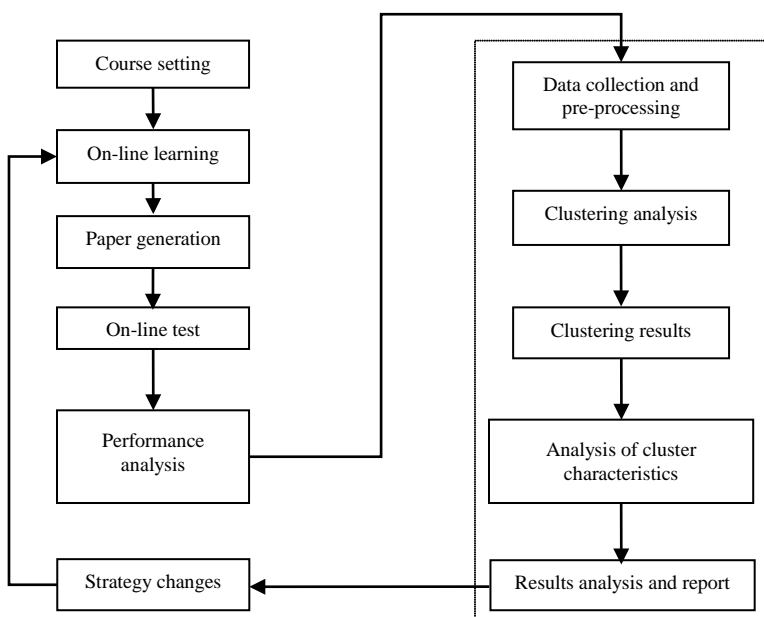 Course setting
On-line learning
Paper generation
On-line test
Performance
analysis
Strategy changes
Data collection and
pre-processing
Clustering analysis
Clustering results
Analysis of cluster
characteristics
Results analysis and report